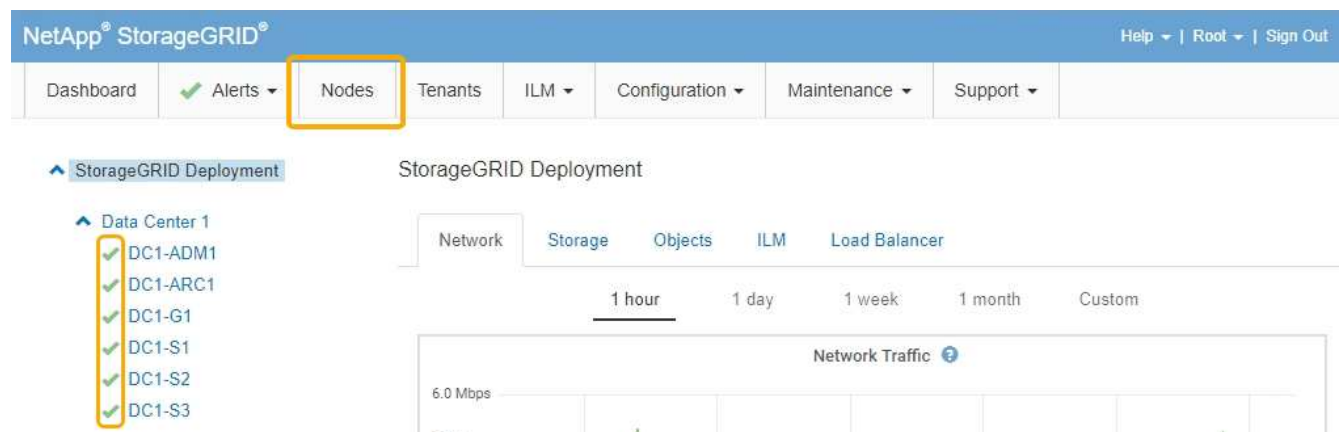 NetApp® StorageGRID®
Help | Root | Sign Out
Dashboard Alerts Nodes Tenants ILM Configuration Maintenance Support
StorageGRID Deployment
StorageGRID Deployment
Data Center 1
DC1-ADM1
DC1-ARC1
DC1-G1
DC1-S1
DC1-S2
DC1-S3
Network Storage Objects ILM Load Balancer
1 hour 1 day 1 week 1 month Custom
Network Traffic ?
6.0 Mbps